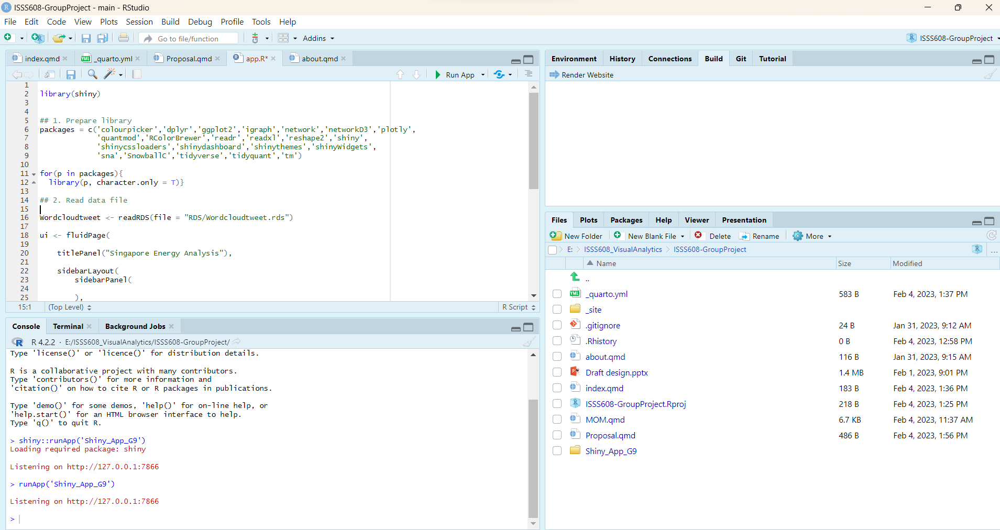 ISSS608-GroupProject - main - RStudio
File Edit Code View Plots Session Build Debug Profile Tools Help
Go to file/function Addins ISSS608-GroupProject
index.qmd _quarto.yml Proposal.qmd app.R* about.qmd
Run App
1
2 library(shiny)
3
4
5 ## 1. Prepare library
6 packages = c('colourpicker','dplyr','ggplot2','igraph','network','networkD3','plotly',
7 'quantmod','RColorBrewer','readr','readxl','reshape2','shiny',
8 'shinycssloaders','shinydashboard','shinythemes','shinyWidgets',
9 'sna','SnowballC','tidyverse','tidyquant','tm')
10
11 for(p in packages){
12 library(p, character.only = T)}
13
14 ## 2. Read data file
15
16 Wordcloudtweet <- readRDS(file = "RDS/Wordcloudtweet.rds")
17
18 ui <- fluidPage(
19
20 titlePanel("Singapore Energy Analysis"),
21
22 sidebarLayout(
23 sidebarPanel(
24
25 ),
15:1 (Top Level) R Script
Console Terminal Background Jobs
R 4.2.2 · E:/ISSS608_VisualAnalytics/ISSS608-GroupProject/
Type 'license()' or 'licence()' for distribution details.
R is a collaborative project with many contributors.
Type 'contributors()' for more information and
'citation()' on how to cite R or R packages in publications.
Type 'demo()' for some demos, 'help()' for on-line help, or
'help.start()' for an HTML browser interface to help.
Type 'q()' to quit R.
> shiny::runApp('Shiny_App_G9')
Loading required package: shiny
Listening on http://127.0.0.1:7866
> runApp('Shiny_App_G9')
Listening on http://127.0.0.1:7866
>
Environment History Connections Build Git Tutorial
Render Website
Files Plots Packages Help Viewer Presentation
New Folder New Blank File Delete Rename More
E: ISSS608_VisualAnalytics ISSS608-GroupProject ...
Name Size Modified
..
_quarto.yml 583 B Feb 4, 2023, 1:37 PM
_site
.gitignore 24 B Jan 31, 2023, 9:12 AM
.Rhistory 0 B Feb 4, 2023, 12:58 PM
about.qmd 116 B Jan 31, 2023, 9:15 AM
Draft design.pptx 1.4 MB Feb 1, 2023, 9:01 PM
index.qmd 183 B Feb 4, 2023, 1:36 PM
ISSS608-GroupProject.Rproj 218 B Feb 4, 2023, 1:25 PM
MOM.qmd 6.7 KB Feb 4, 2023, 11:37 AM
Proposal.qmd 486 B Feb 4, 2023, 1:56 PM
Shiny_App_G9